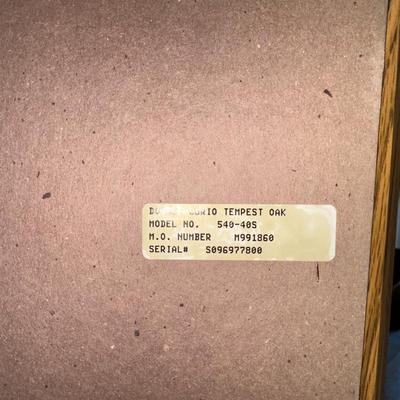 CURIO TEMPEST OAK
MODEL NO. 540-40S
M.O. NUMBER M991860
SERIAL# S096977800